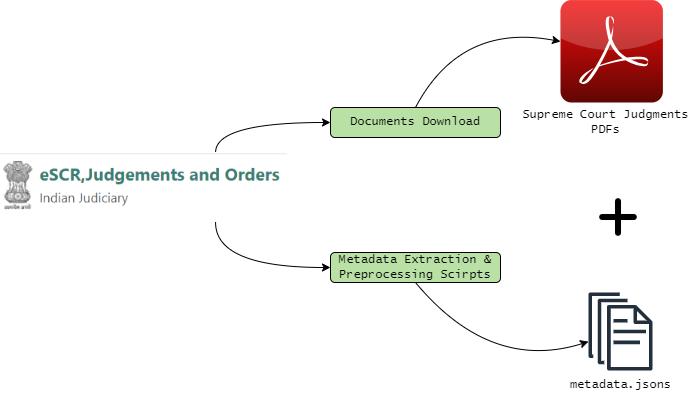 Supreme Court Judgments
PDFs
Documents Download
eSCR,Judgements and Orders
Indian Judiciary
Metadata Extraction &
Preprocessing Scirpts
metadata.jsons